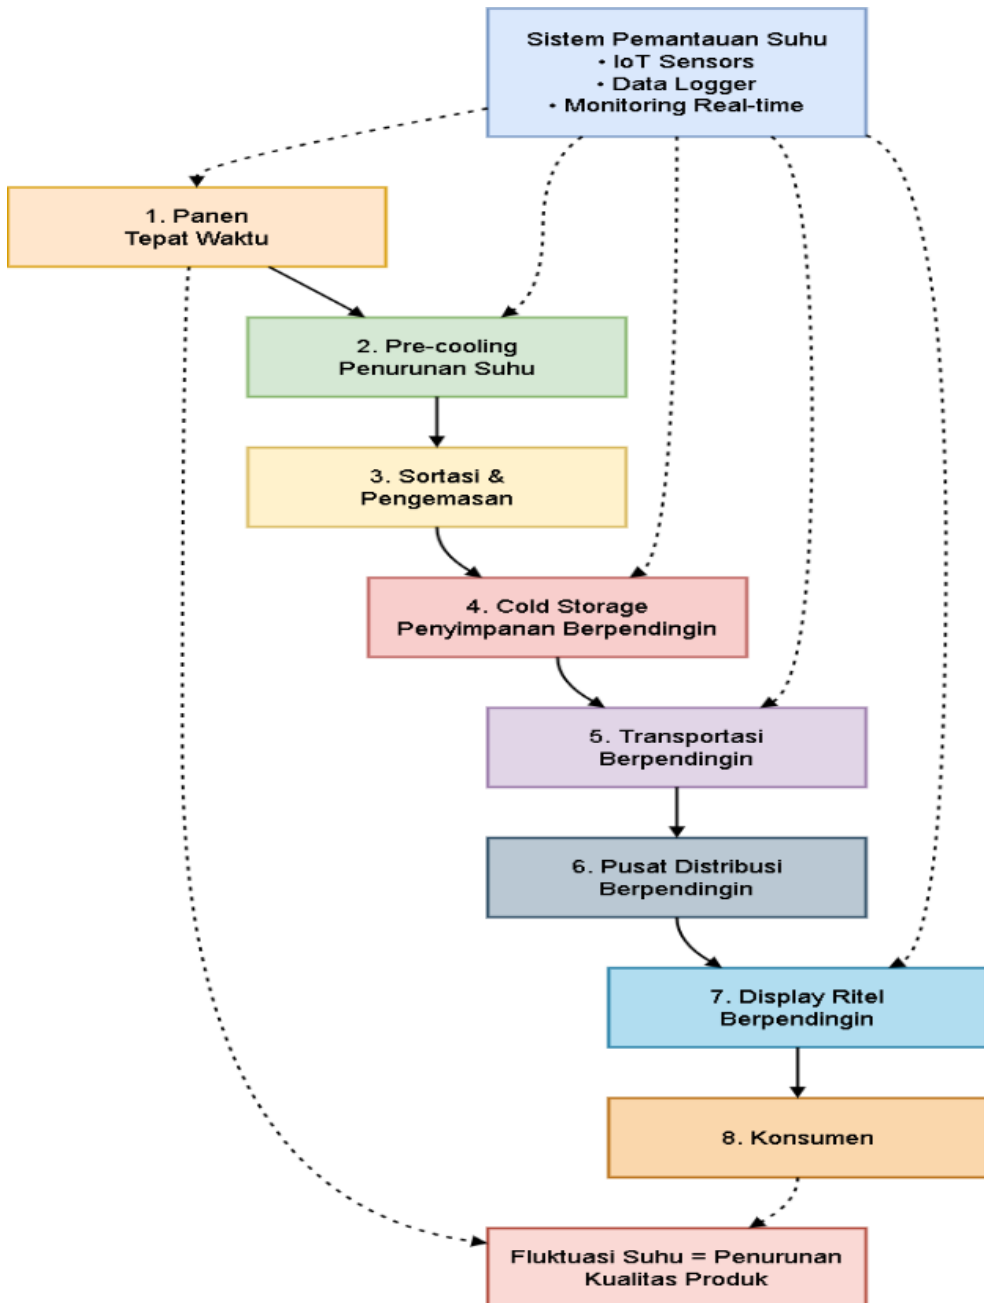 Sistem Pemantauan Suhu
• IoT Sensors
• Data Logger
• Monitoring Real-time
1. Panen
Tepat Waktu
2. Pre-cooling
Penurunan Suhu
3. Sortasi &
Pengemasan
4. Cold Storage
Penyimpanan Berpendingin
5. Transportasi
Berpendingin
6. Pusat Distribusi
Berpendingin
7. Display Ritel
Berpendingin
8. Konsumen
Fluktuasi Suhu = Penurunan
Kualitas Produk